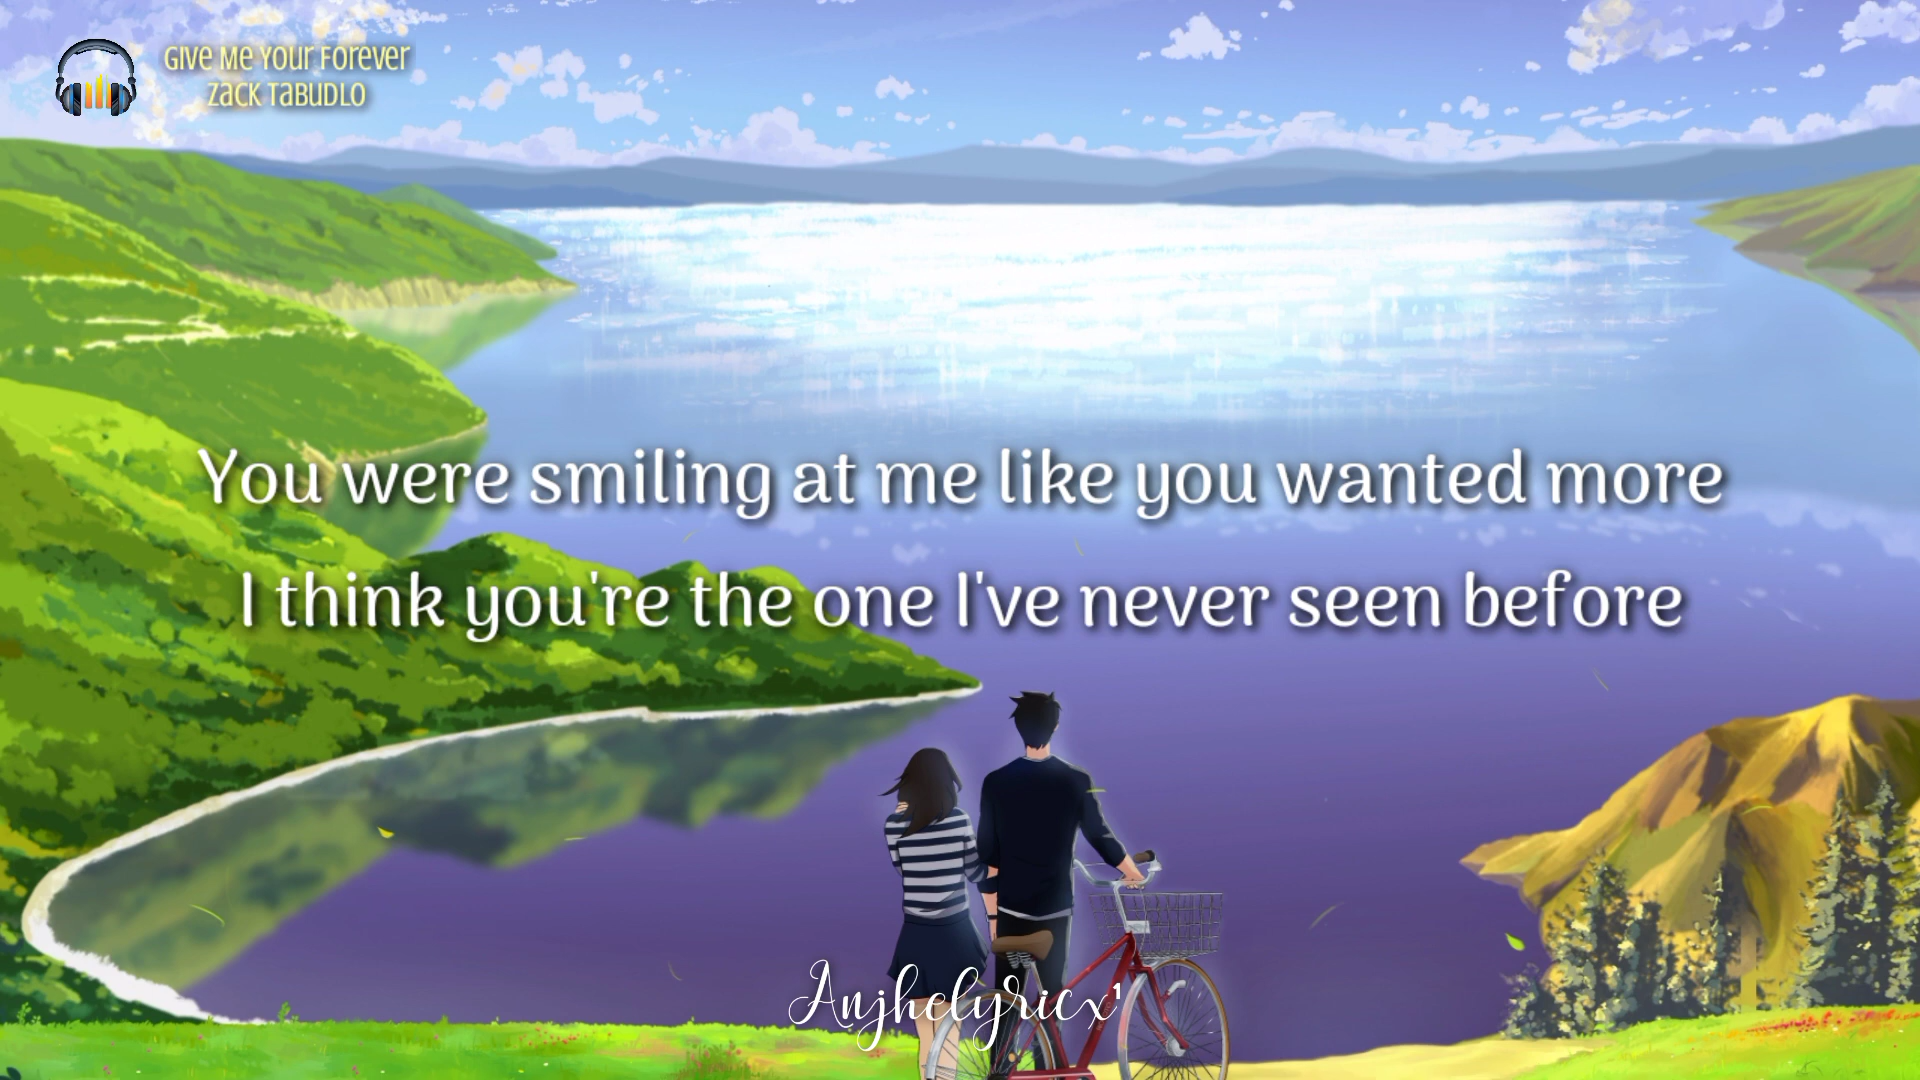 Give Me Your Forever
Zack Tabudlo
You were smiling at me like you wanted more
I think you're the one I've never seen before
Anjhelyricx¹